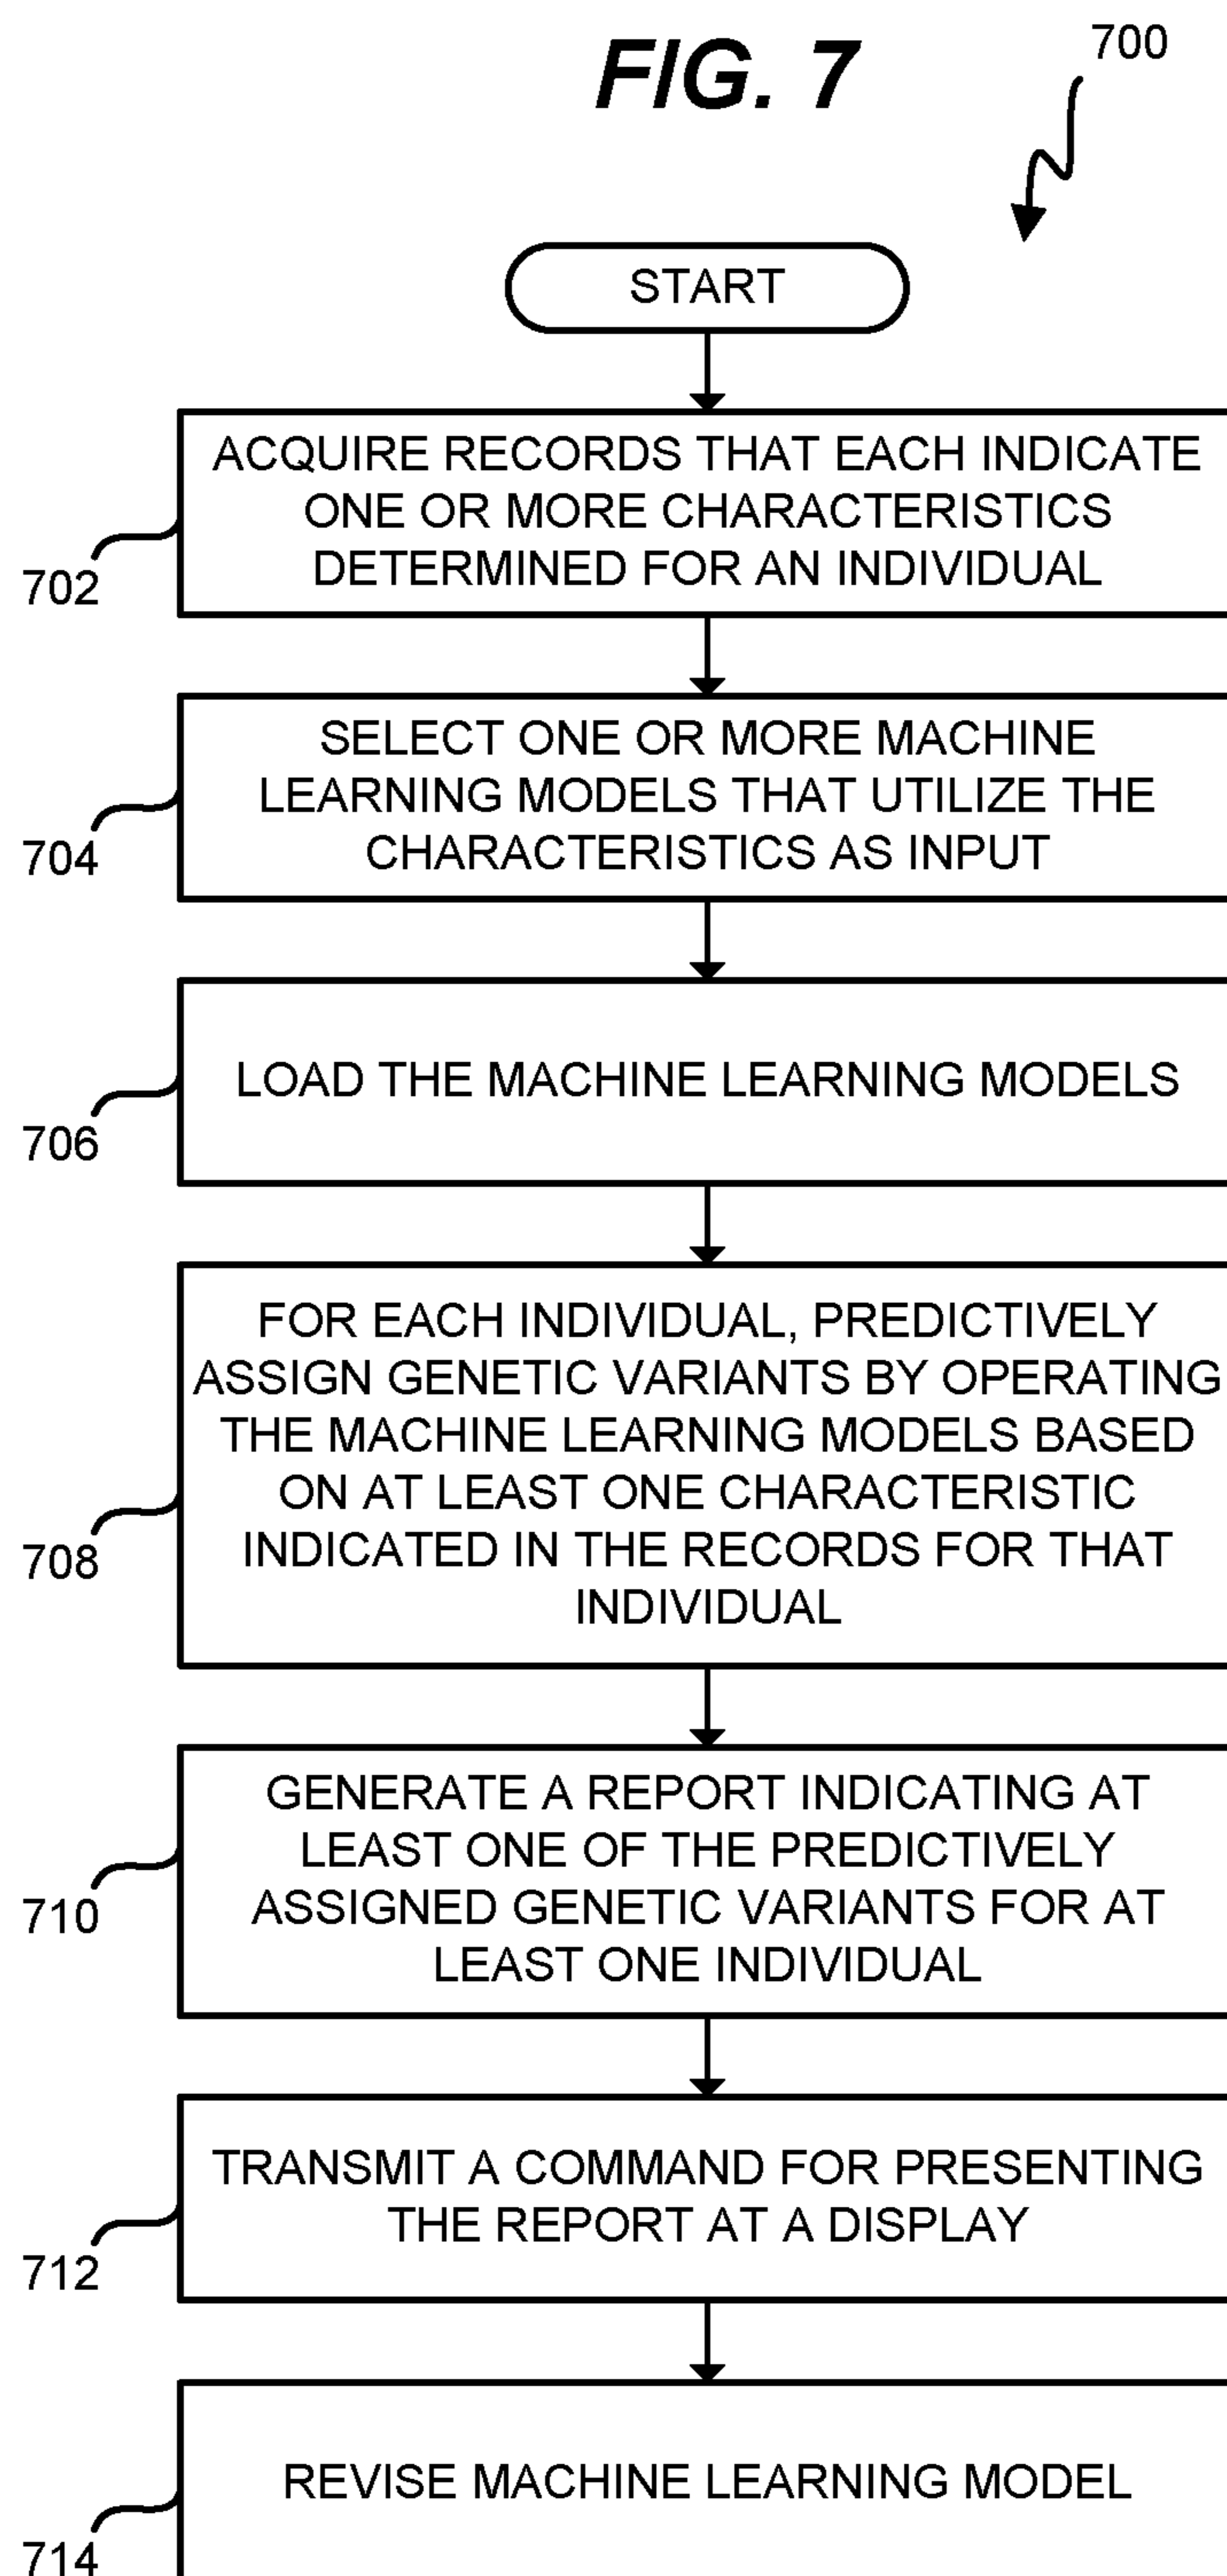 FIG. 7
700
START
ACQUIRE RECORDS THAT EACH INDICATE
ONE OR MORE CHARACTERISTICS
DETERMINED FOR AN INDIVIDUAL
702
SELECT ONE OR MORE MACHINE
LEARNING MODELS THAT UTILIZE THE
CHARACTERISTICS AS INPUT
704
LOAD THE MACHINE LEARNING MODELS
706
FOR EACH INDIVIDUAL, PREDICTIVELY
ASSIGN GENETIC VARIANTS BY OPERATING
THE MACHINE LEARNING MODELS BASED
ON AT LEAST ONE CHARACTERISTIC
INDICATED IN THE RECORDS FOR THAT
INDIVIDUAL
708
GENERATE A REPORT INDICATING AT
LEAST ONE OF THE PREDICTIVELY
ASSIGNED GENETIC VARIANTS FOR AT
LEAST ONE INDIVIDUAL
710
TRANSMIT A COMMAND FOR PRESENTING
THE REPORT AT A DISPLAY
712
REVISE MACHINE LEARNING MODEL
714